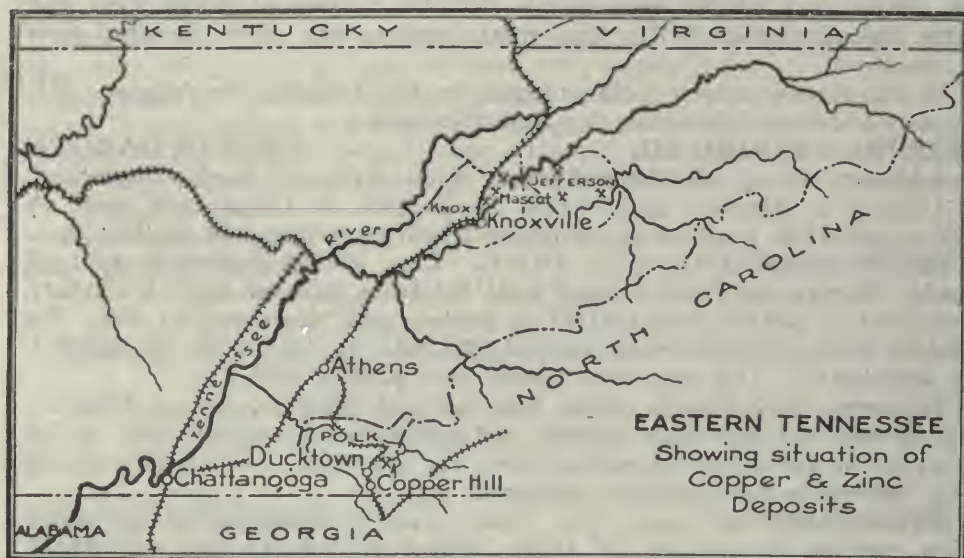 KENTUCKY
VIRGINIA
KNOX
JEFFERSON
Mascot
Knoxville
River
Tennessee
NORTH CAROLINA
Athens
POLK
Ducktown
Copper Hill
Chattanooga
ALABAMA
GEORGIA
EASTERN TENNESSEE
Showing situation of
Copper & Zinc
Deposits